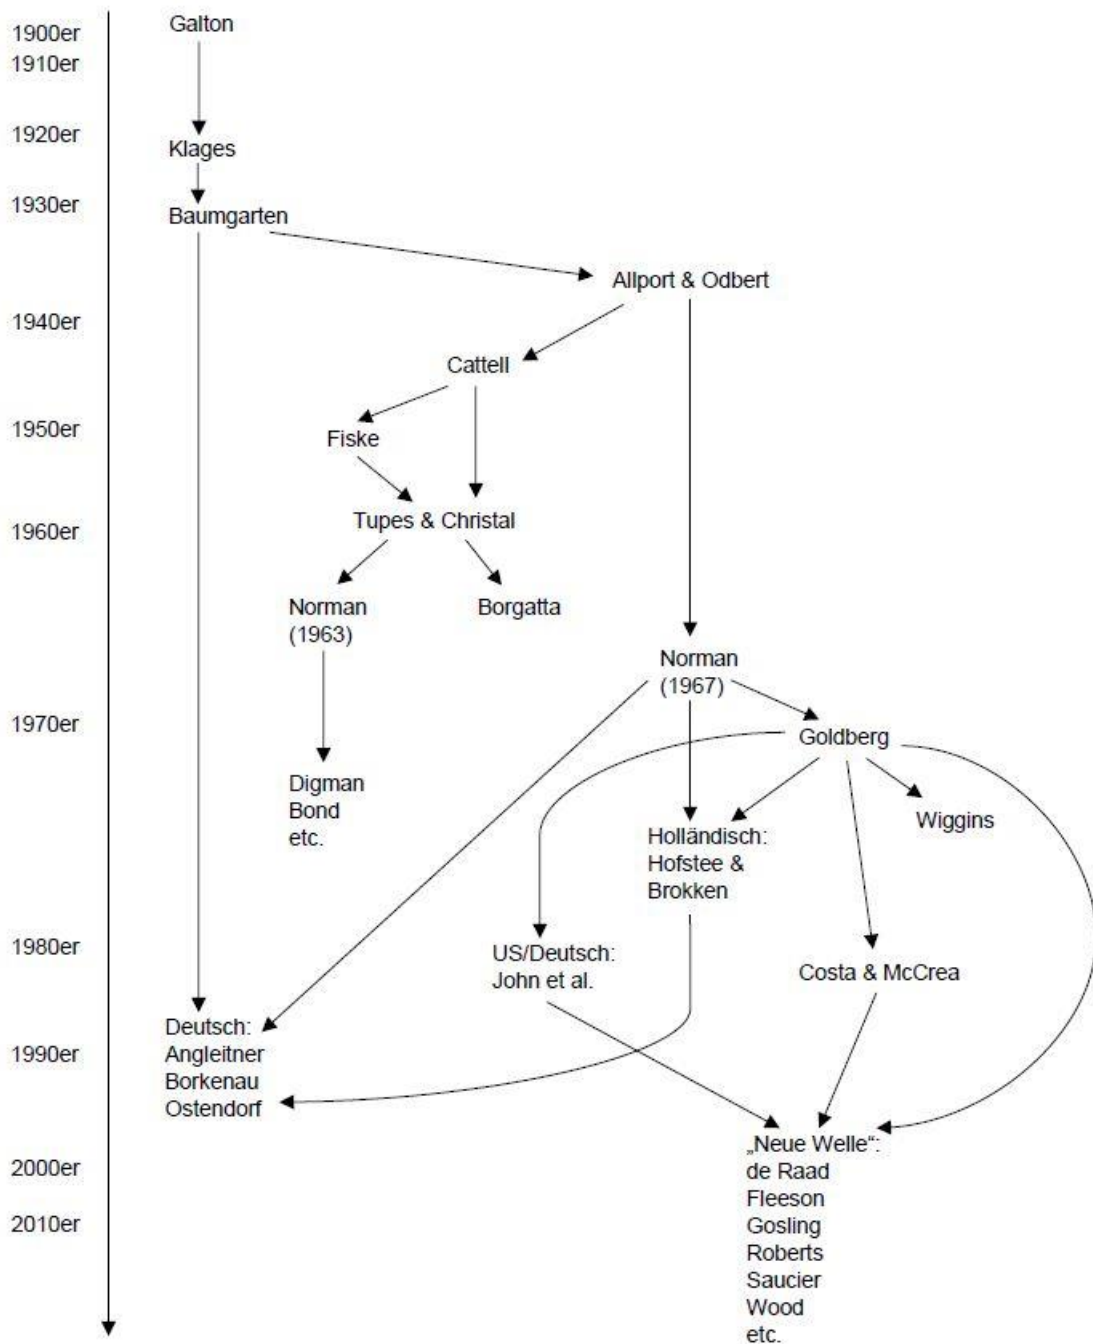 1900er
Galton
1910er
1920er
Klages
1930er
Baumgarten
Allport & Odbert
1940er
Cattell
1950er
Fiske
Tupes & Christal
1960er
Norman
(1963)
Borgatta
Norman
(1967)
1970er
Goldberg
Digman
Bond
etc.
Wiggins
Holländisch:
Hofstee &
Brokken
1980er
US/Deutsch:
John et al.
Costa & McCrea
Deutsch:
Angleitner
Borkenau
Ostendorf
1990er
„Neue Welle“:
de Raad
Fleeson
Gosling
Roberts
Saucier
Wood
etc.
2000er
2010er